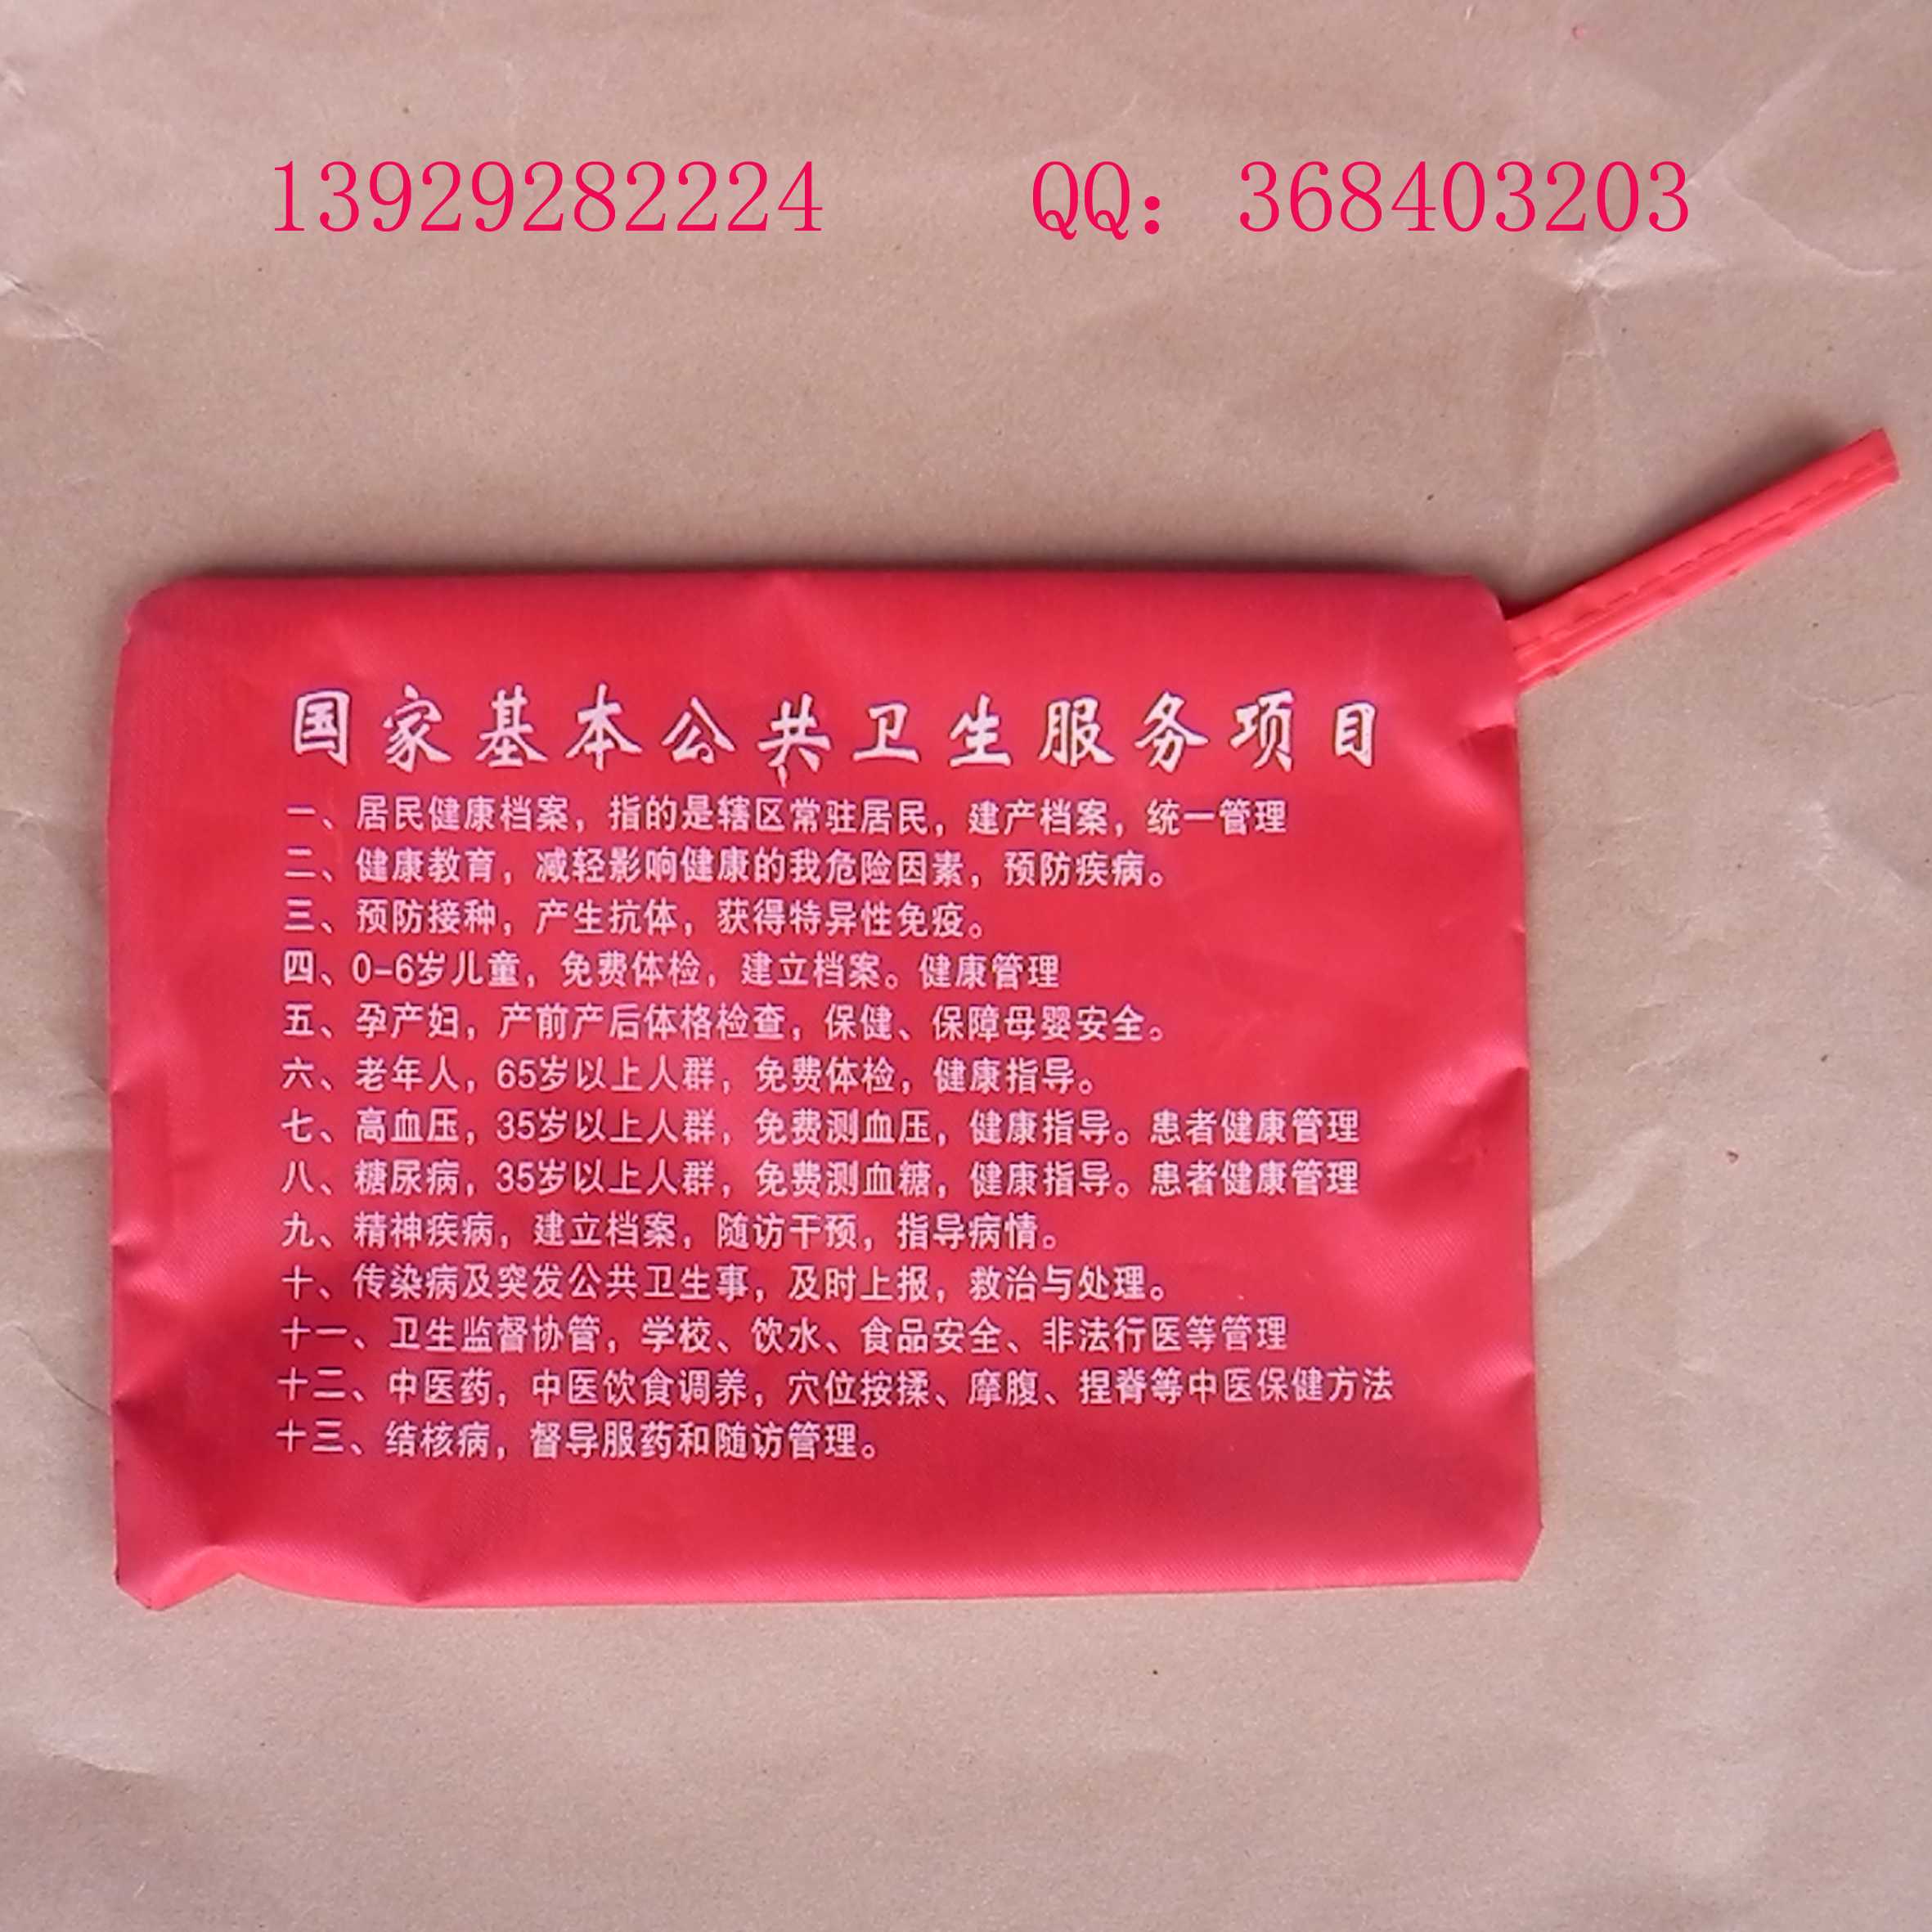 13929282224 QQ：368403203
国家基本公共卫生服务项目
一、居民健康档案，指的是辖区常驻居民，建产档案，统一管理
二、健康教育，减轻影响健康的我危险因素，预防疾病。
三、预防接种，产生抗体，获得特异性免疫。
四、0-6岁儿童，免费体检，建立档案。健康管理
五、孕产妇，产前产后体格检查，保健、保障母婴安全。
六、老年人，65岁以上人群，免费体检，健康指导。
七、高血压，35岁以上人群，免费测血压，健康指导。患者健康管理
八、糖尿病，35岁以上人群，免费测血糖，健康指导。患者健康管理
九、精神疾病，建立档案，随访干预，指导病情。
十、传染病及突发公共卫生事，及时上报，救治与处理。
十一、卫生监督协管，学校、饮水、食品安全、非法行医等管理
十二、中医药，中医饮食调养，穴位按揉、摩腹、捏脊等中医保健方法
十三、结核病，督导服药和随访管理。